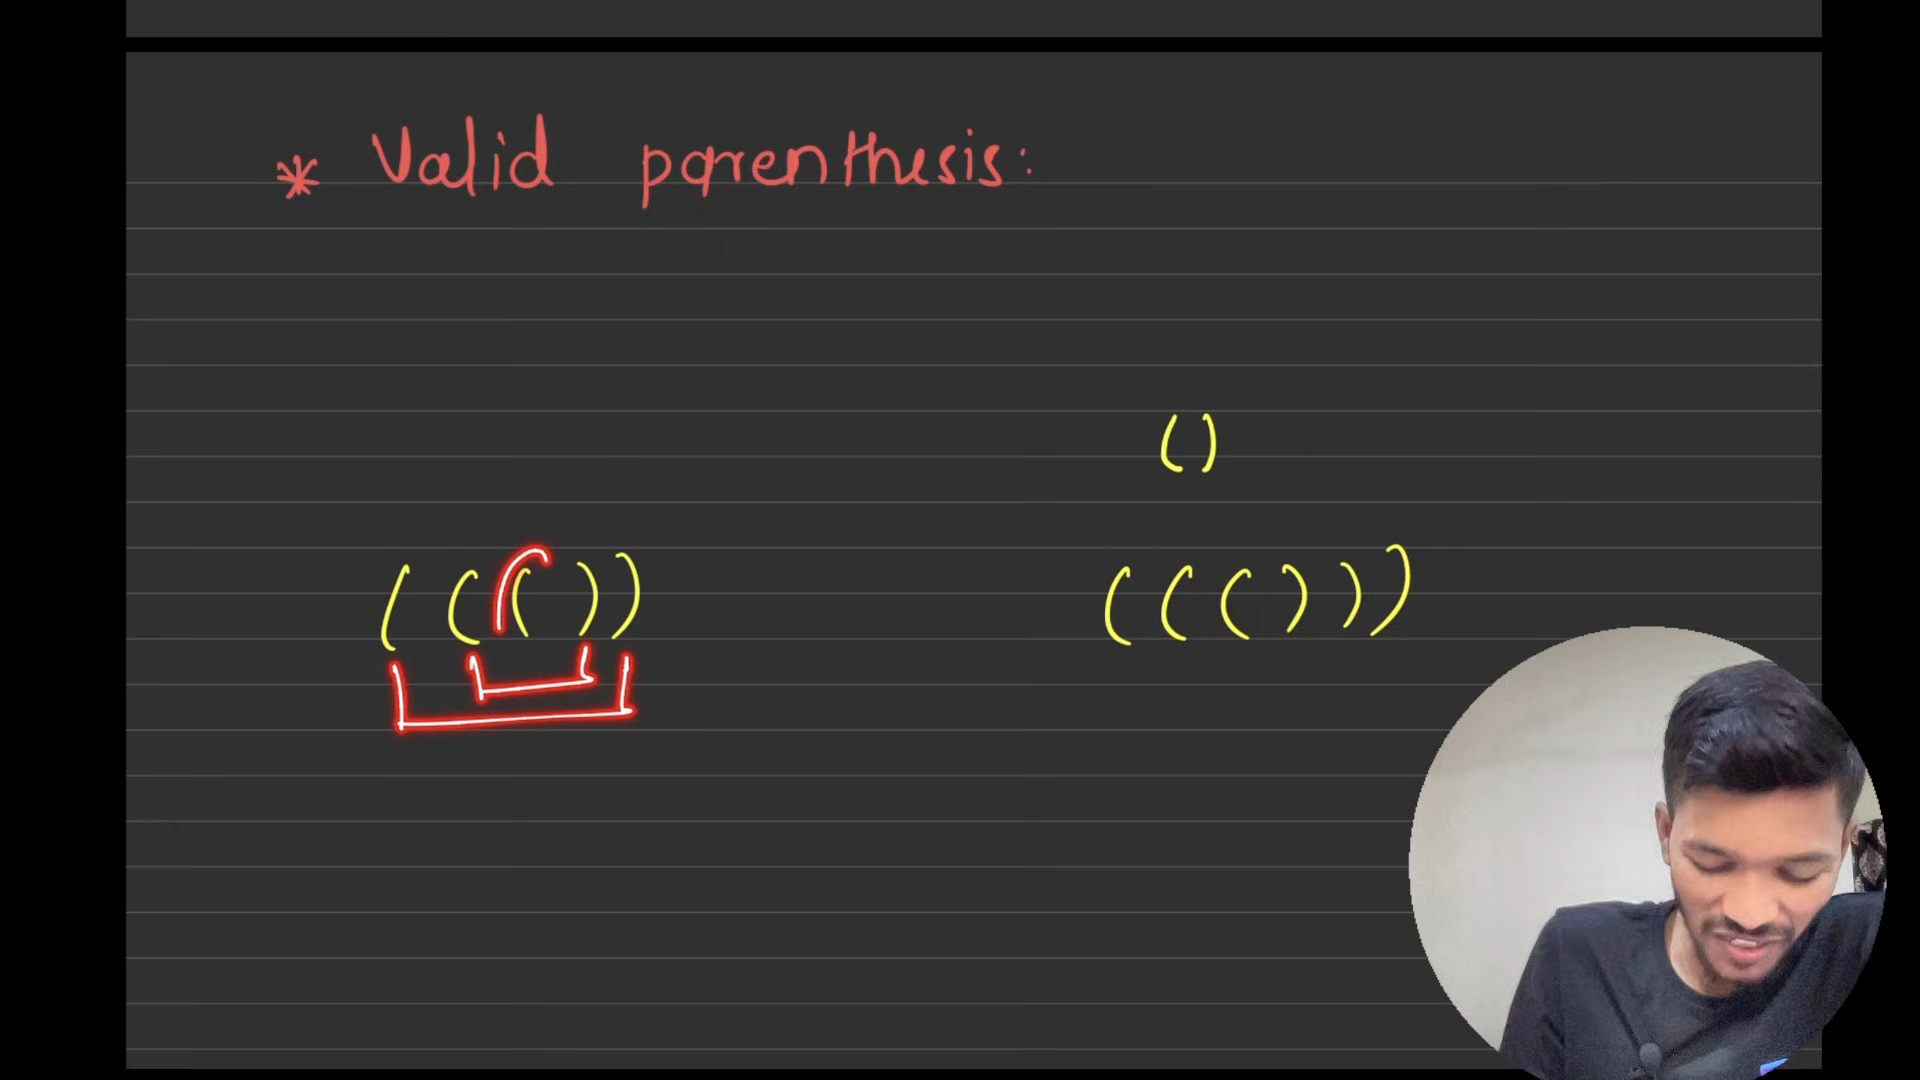 * Valid parenthesis:
()
((()) ((()))